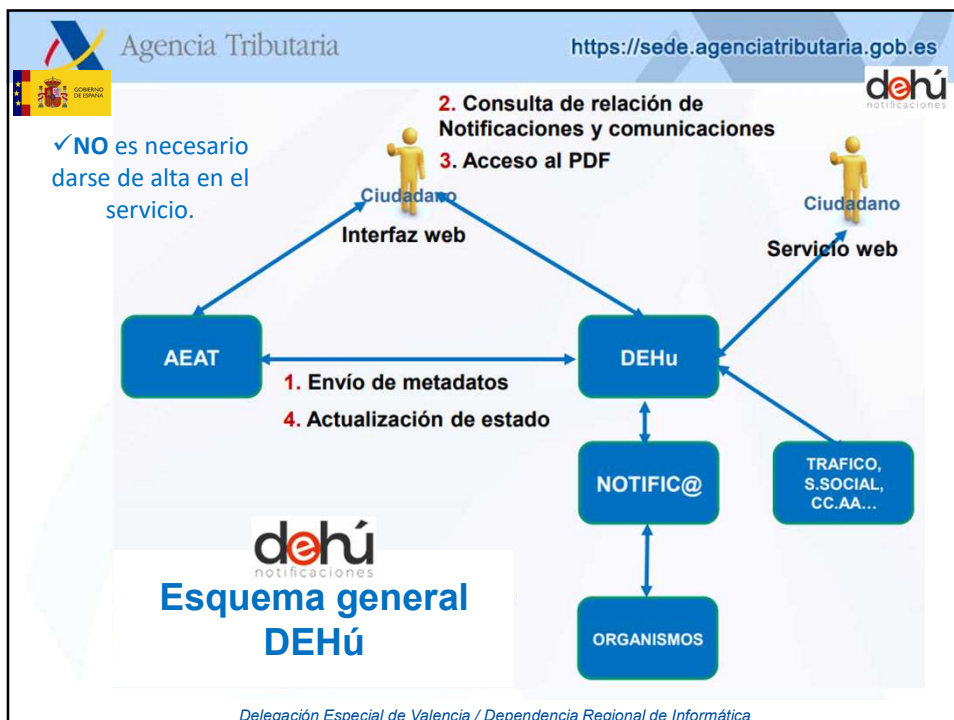 Agencia Tributaria
https://sede.agenciatributaria.gob.es
GOBIERNO
DE ESPAÑA
dehú
notificaciones
✓NO es necesario
darse de alta en el
servicio.
2. Consulta de relación de
Notificaciones y comunicaciones
3. Acceso al PDF
Ciudadano
Interfaz web
Ciudadano
Servicio web
AEAT
DEHu
1. Envío de metadatos
4. Actualización de estado
NOTIFIC@
TRAFICO,
S.SOCIAL,
CC.AA...
dehú
notificaciones
Esquema general
DEHú
ORGANISMOS
Delegación Especial de Valencia / Dependencia Regional de Informática